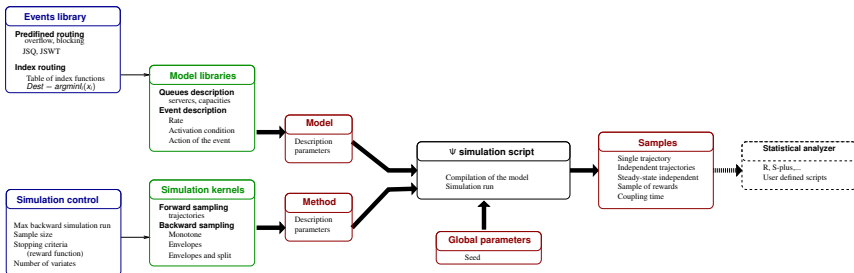 Events library
Predifined routing
overflow, blocking
JSQ, JSWT
Index routing
Table of index functions
Dest − argminIᵢ(xᵢ)
Model libraries
Queues description
servercs, capacities
Event description
Rate
Activation condition
Action of the event
Model
Description
parameters
Simulation control
Max backward simulation run
Sample size
Stopping criteria
(reward function)
Number of variates
Simulation kernels
Forward sampling
trajectories
Backward sampling
Monotone
Envelopes
Envelopes and split
Method
Description
parameters
Ψ simulation script
Compilation of the model
Simulation run
Global parameters
Seed
Samples
Single trajectory
Independent trajectories
Steady-state independent
Sample of rewards
Coupling time
Statistical analyzer
R, S-plus,...
User defined scripts